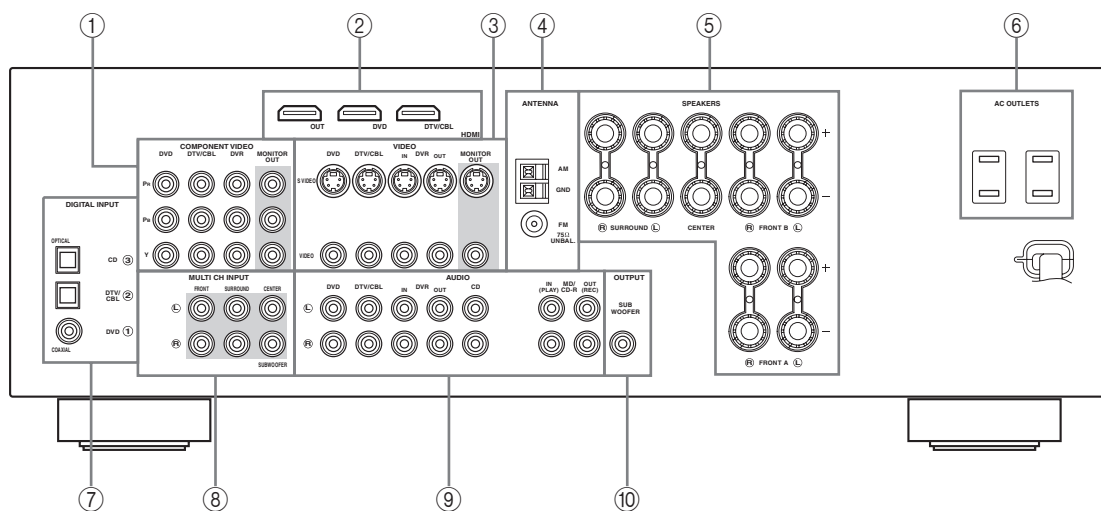 ① ② ③ ④ ⑤ ⑥
OUT DVD DTV/CBL
HDMI
COMPONENT VIDEO
DVD DTV/CBL DVR MONITOR OUT
PR
PB
Y
VIDEO
DVD DTV/CBL IN DVR OUT MONITOR OUT
S VIDEO
VIDEO
ANTENNA
AM
GND
FM
75Ω
UNBAL.
SPEAKERS
+
–
Ⓡ SURROUND Ⓛ CENTER Ⓡ FRONT B Ⓛ
+
–
Ⓡ FRONT A Ⓛ
AC OUTLETS
DIGITAL INPUT
OPTICAL
CD ③
DTV/
CBL ②
DVD ①
COAXIAL
MULTI CH INPUT
FRONT SURROUND CENTER
Ⓛ
Ⓡ
SUBWOOFER
AUDIO
DVD DTV/CBL IN DVR OUT CD
IN (PLAY) MD/CD-R OUT (REC)
Ⓛ
Ⓡ
OUTPUT
SUB
WOOFER
⑦ ⑧ ⑨ ⑩